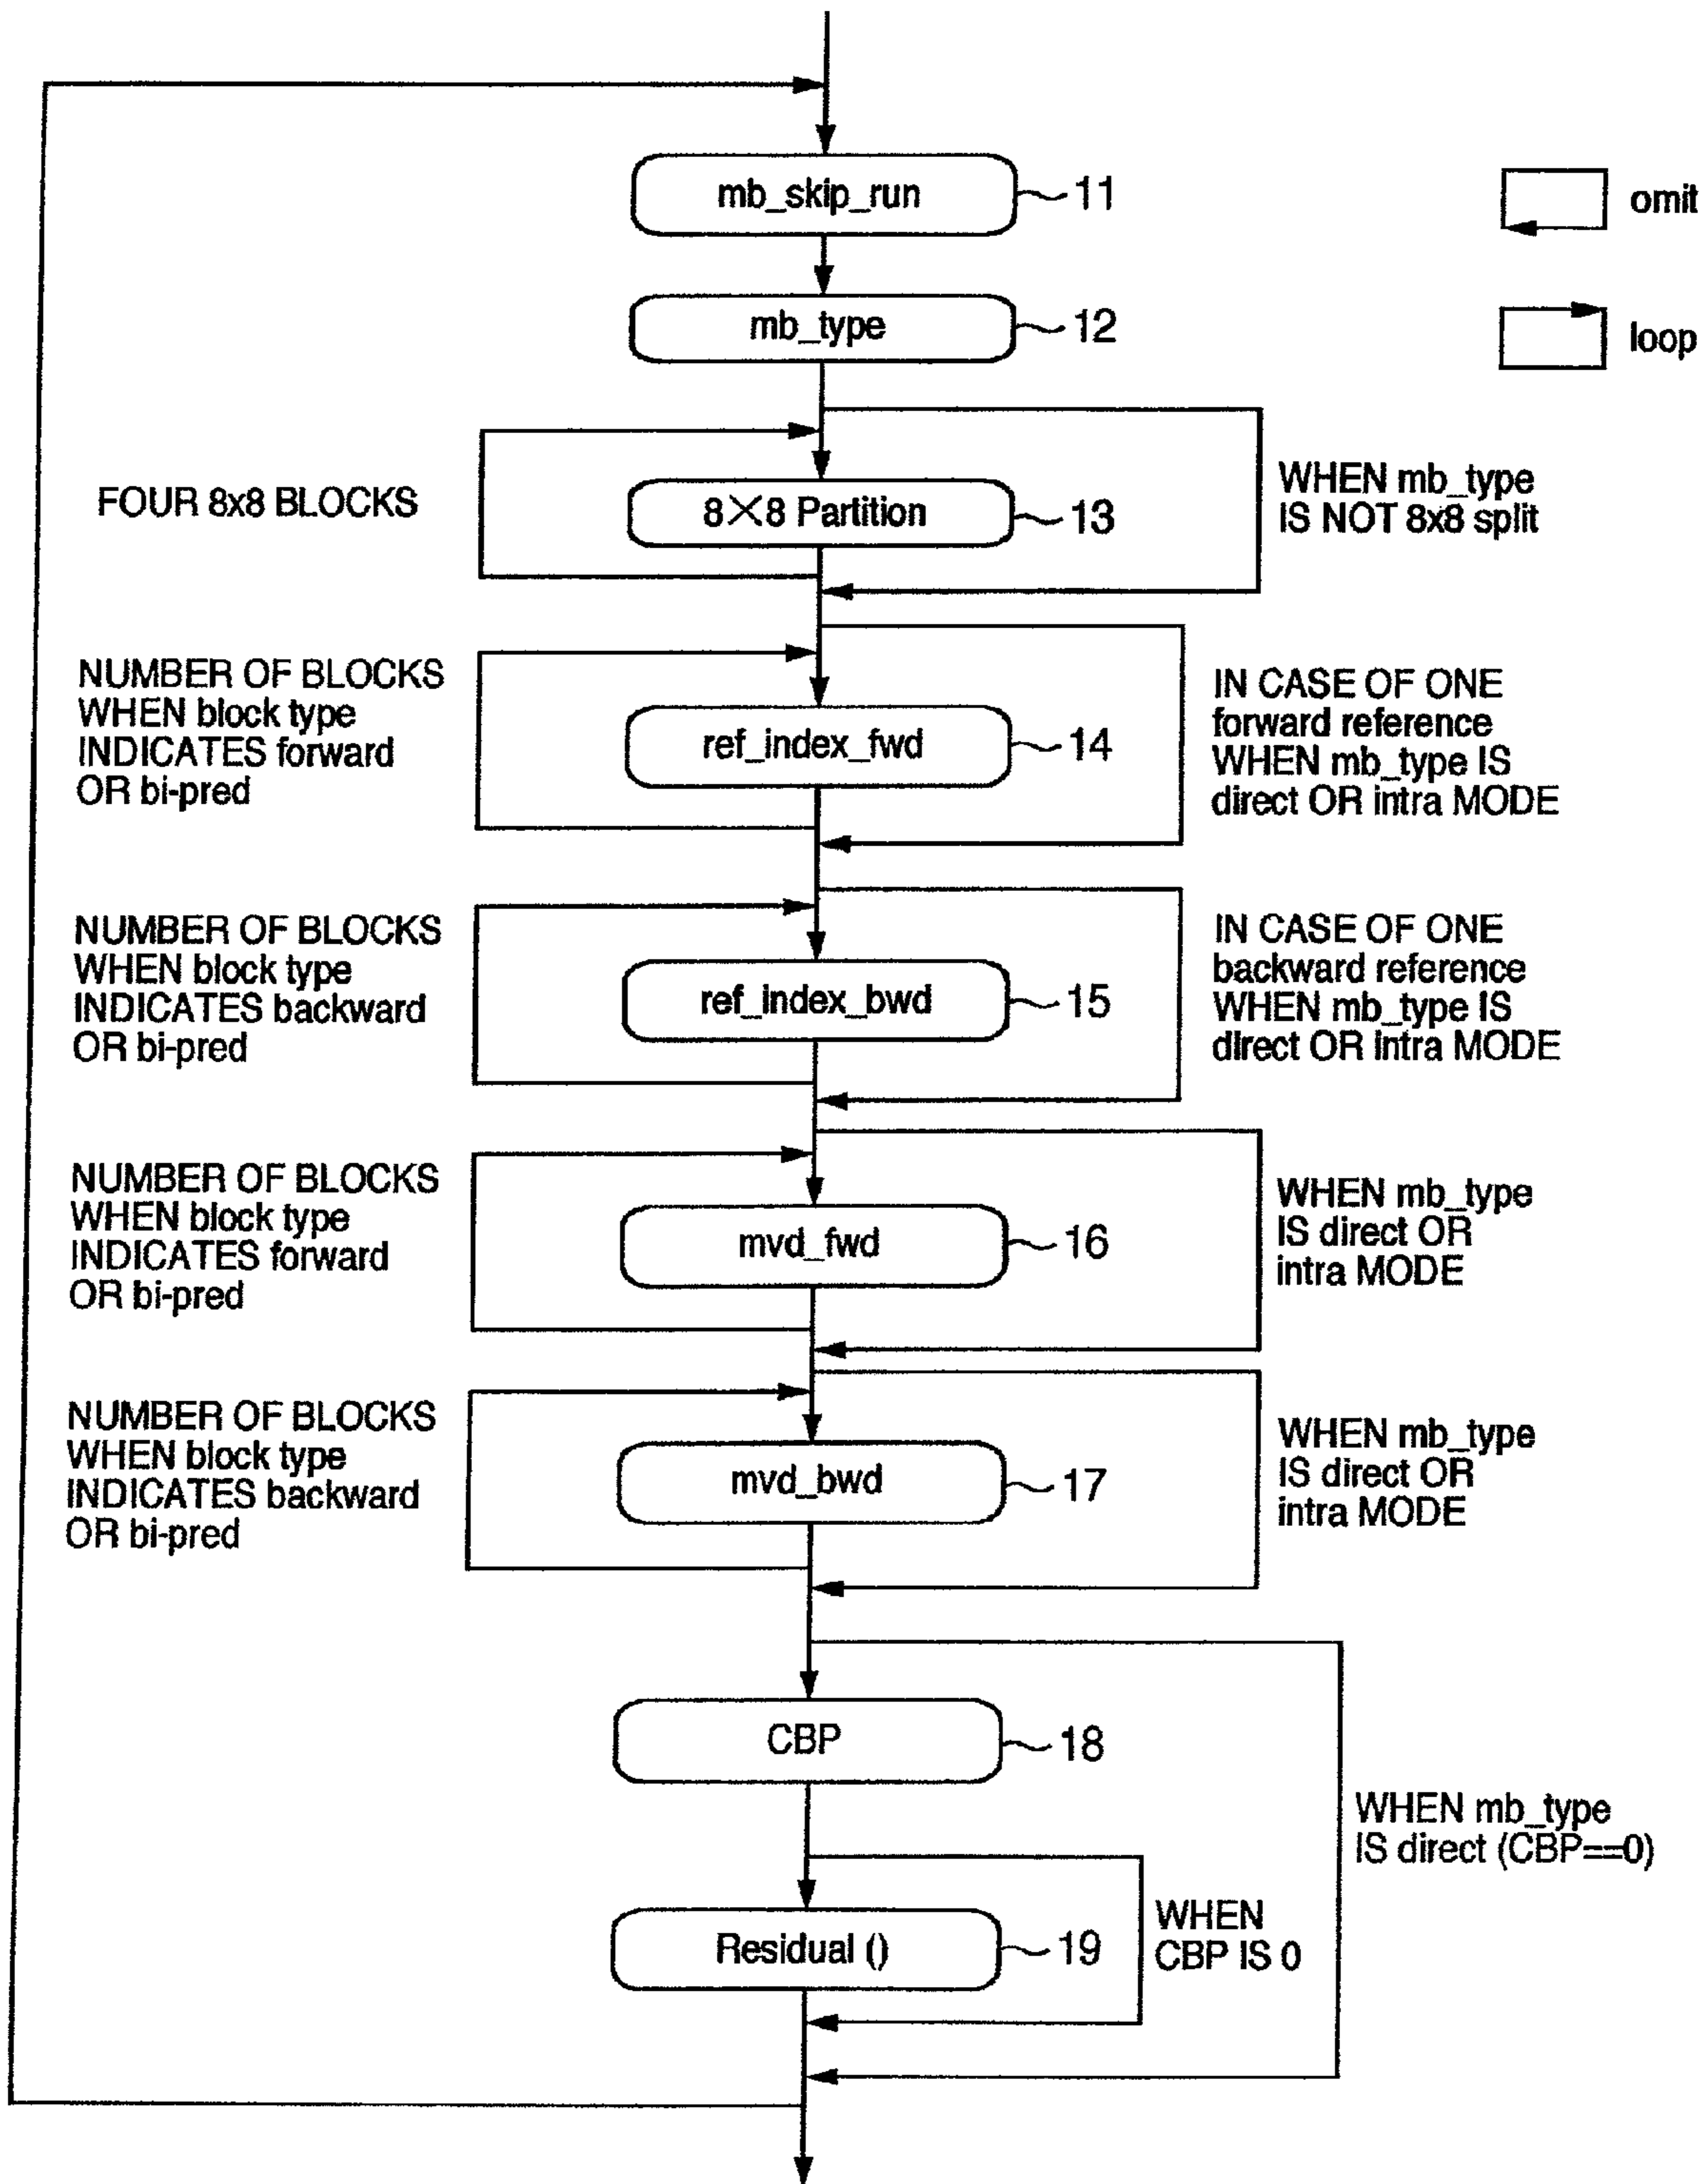 mb_skip_run
11
omit
mb_type
12
loop
FOUR 8x8 BLOCKS
8×8 Partition
13
WHEN mb_type
IS NOT 8x8 split
NUMBER OF BLOCKS
WHEN block type
INDICATES forward
OR bi-pred
ref_index_fwd
14
IN CASE OF ONE
forward reference
WHEN mb_type IS
direct OR intra MODE
NUMBER OF BLOCKS
WHEN block type
INDICATES backward
OR bi-pred
ref_index_bwd
15
IN CASE OF ONE
backward reference
WHEN mb_type IS
direct OR intra MODE
NUMBER OF BLOCKS
WHEN block type
INDICATES forward
OR bi-pred
mvd_fwd
16
WHEN mb_type
IS direct OR
intra MODE
NUMBER OF BLOCKS
WHEN block type
INDICATES backward
OR bi-pred
mvd_bwd
17
WHEN mb_type
IS direct OR
intra MODE
CBP
18
WHEN mb_type
IS direct (CBP==0)
Residual ()
19
WHEN
CBP IS 0